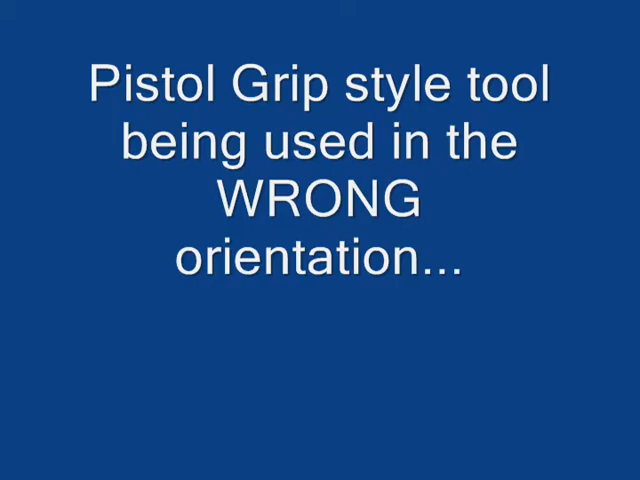 Pistol Grip style tool
being used in the
WRONG
orientation...